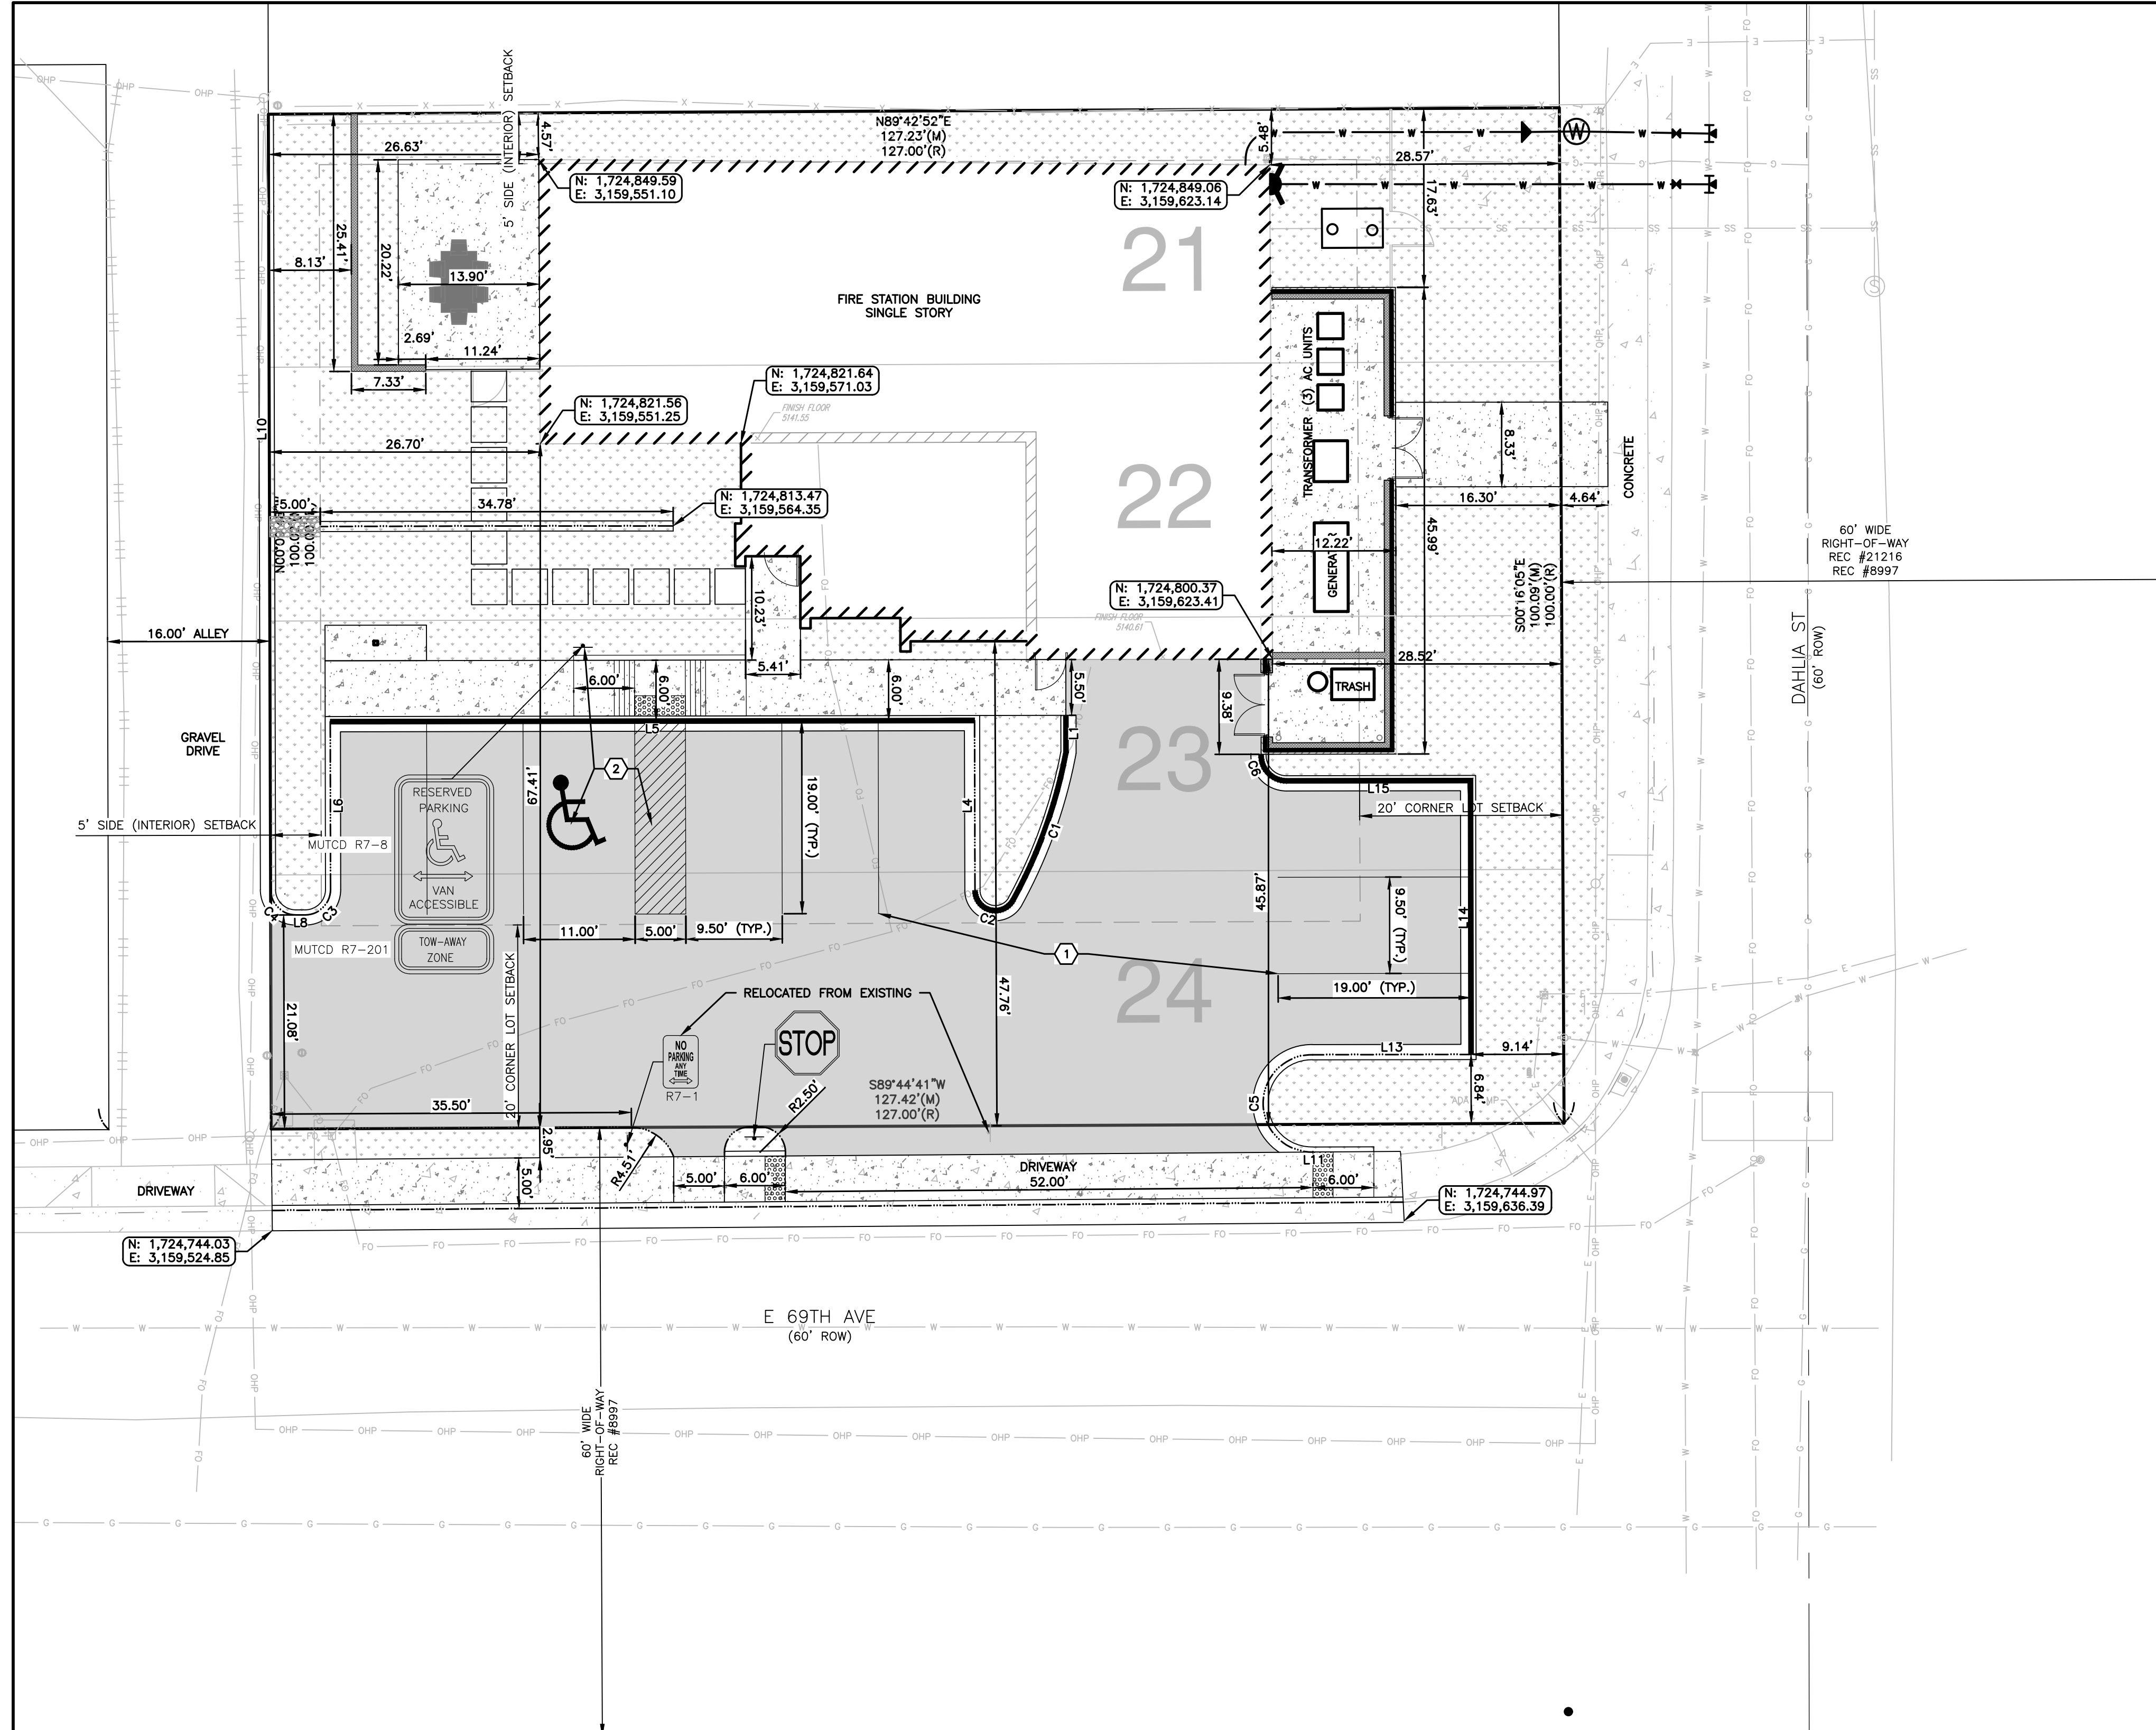 5' SIDE (INTERIOR) SETBACK
N89°42'52"E
127.23'(M)
127.00'(R)
4.57'
5.48'
26.63'
28.57'
17.63'
N: 1,724,849.59
E: 3,159,551.10
N: 1,724,849.06
E: 3,159,623.14
21
25.41'
20.22'
8.13'
13.90'
FIRE STATION BUILDING
SINGLE STORY
2.69'
11.24'
7.33'
N: 1,724,821.64
E: 3,159,571.03
N: 1,724,821.56
E: 3,159,551.25
FINISH FLOOR
5141.55
TRANSFORMER
(3) AC UNITS
L10
26.70'
8.33'
CONCRETE
5.00'
34.78'
N: 1,724,813.47
E: 3,159,564.35
22
16.30'
4.64'
45.99'
12.22'
60' WIDE
RIGHT-OF-WAY
REC #21216
REC #8997
S00°16'05"E
100.09'(M)
100.00'(R)
N: 1,724,800.37
E: 3,159,623.41
FINISH FLOOR
5140.61
10.23'
16.00' ALLEY
5.41'
6.00'
6.00'
6.00'
5.50'
9.38'
28.52'
TRASH
DAHLIA ST
(60' ROW)
GRAVEL
DRIVE
L5
L1
23
C6
L15
20' CORNER LOT SETBACK
2
67.41'
RESERVED
PARKING
VAN
ACCESSIBLE
MUTCD R7-8
5' SIDE (INTERIOR) SETBACK
L9
19.00' (TYP.)
L4
C1
C2
C4
L8
C3
45.87'
9.50' (TYP.)
L14
11.00'
5.00'
9.50' (TYP.)
MUTCD R7-201
TOW-AWAY
ZONE
20' CORNER LOT SETBACK
1
47.76'
24
19.00' (TYP.)
21.08'
RELOCATED FROM EXISTING
NO
PARKING
ANY
TIME
R7-1
STOP
R2.50'
S89°44'41"W
127.42'(M)
127.00'(R)
L13
9.14'
6.84'
C5
35.50'
2.95'
R4.51'
5.00'
5.00'
6.00'
DRIVEWAY
52.00'
L11
6.00'
DRIVEWAY
N: 1,724,744.97
E: 3,159,636.39
N: 1,724,744.03
E: 3,159,524.85
E 69TH AVE
(60' ROW)
60' WIDE
RIGHT-OF-WAY
REC #8997